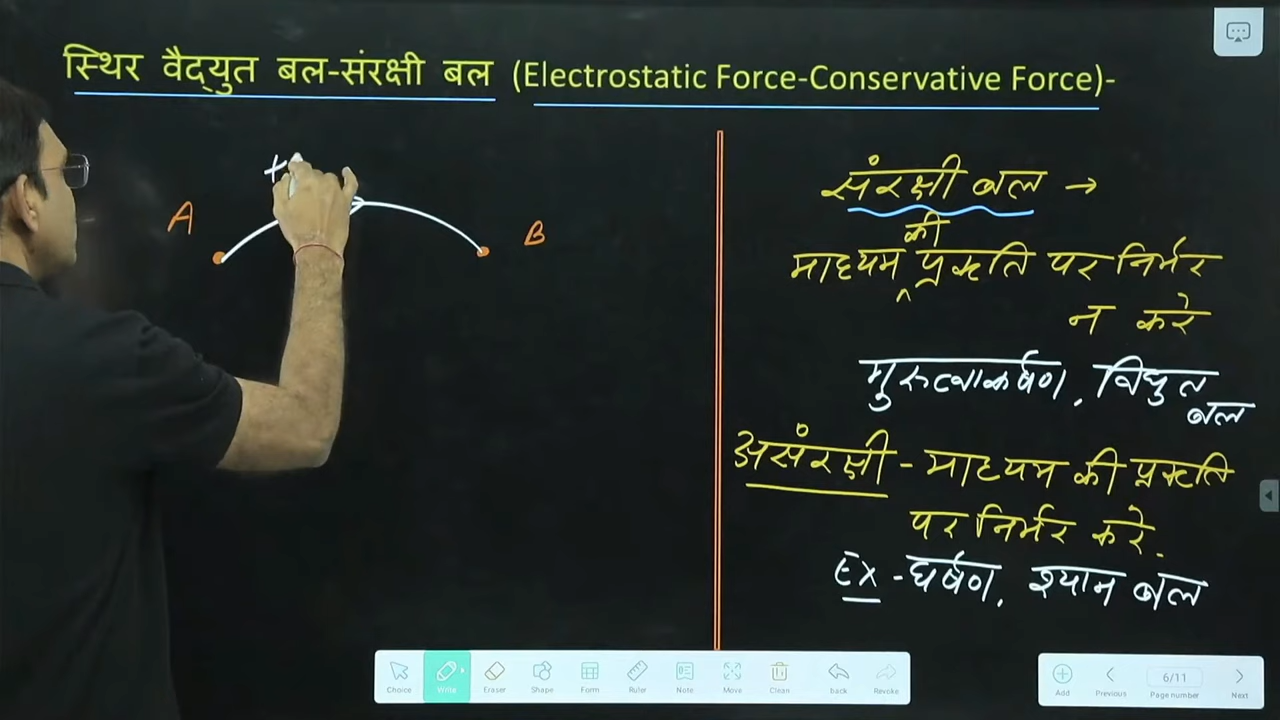 स्थिर वैद्युत बल-संरक्षी बल (Electrostatic Force-Conservative Force)-
A
+
B
संरक्षी बल →
की
माध्यम ^ प्रकृति पर निर्भर
न करे
गुरुत्वाकर्षण, विद्युत
बल
असंरक्षी - माध्यम की प्रकृति
पर निर्भर करे.
Ex - घर्षण, श्यान बल
Choice Write Eraser Shape Form Ruler Note Move Clean back Revoke
Add Previous 6/11 Page number Next